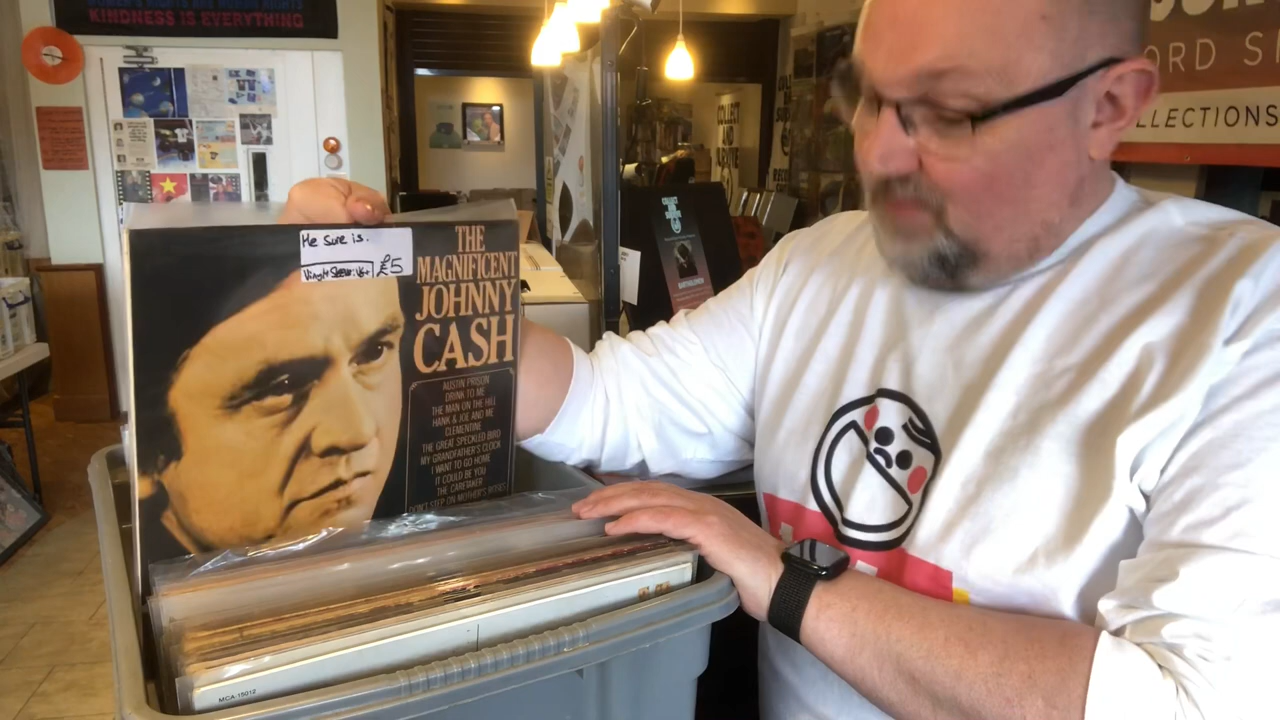 KINDNESS IS EVERYTHING
He sure is.
Vinyl+Sleeve: VG+
£5
THE
MAGNIFICENT
JOHNNY
CASH
AUSTIN PRISON
DRINK TO ME
THE MAN ON THE HILL
HANK & JOE AND ME
CLEMENTINE
THE GREAT SPECKLED BIRD
MY GRANDFATHER'S CLOCK
I WANT TO GO HOME
IT COULD BE YOU
THE CARETAKER
DON'T STEP ON MOTHER'S ROSES
MCA-15012
COLLECT
AND
ORD S
LLECTIONS